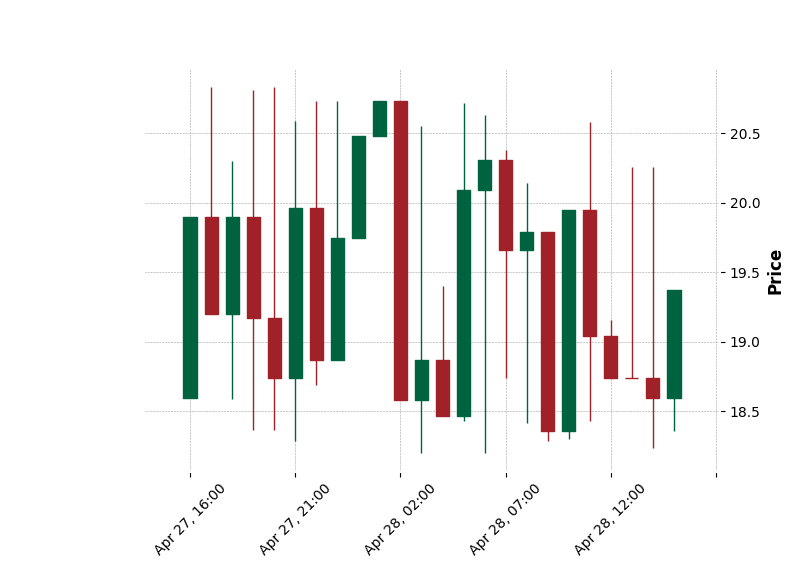 20.5
20.0
19.5
19.0
18.5
Price
Apr 27, 16:00
Apr 27, 21:00
Apr 28, 02:00
Apr 28, 07:00
Apr 28, 12:00